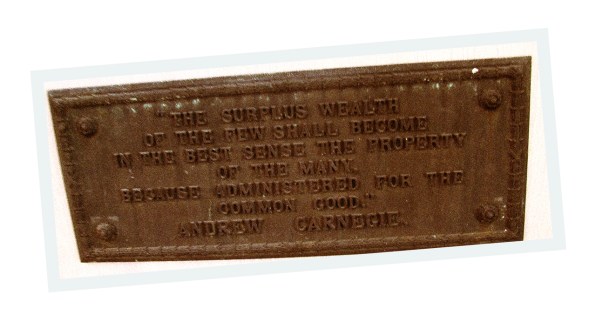 "THE SURPLUS WEALTH
OF THE FEW SHALL BECOME
IN THE BEST SENSE THE PROPERTY
OF THE MANY.
BECAUSE ADMINISTERED FOR THE
COMMON GOOD."
ANDREW CARNEGIE.